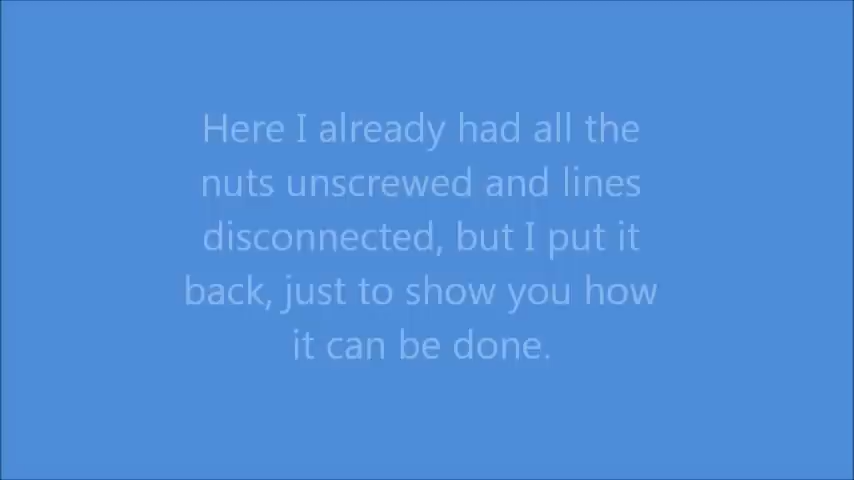 Here I already had all the
nuts unscrewed and lines
disconnected, but I put it
back, just to show you how
it can be done.